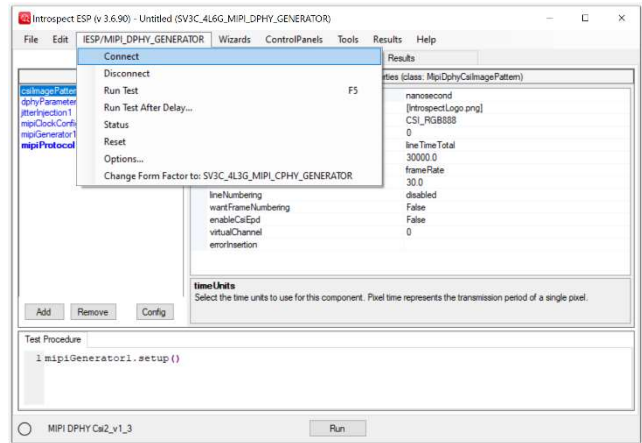 Introspect ESP (v 3.6.90) - Untitled (SV3C_4L6G_MIPI_DPHY_GENERATOR)
File Edit IESP/MIPI_DPHY_GENERATOR Wizards ControlPanels Tools Results Help
Connect
Disconnect
Run Test F5
Run Test After Delay...
Status
Reset
Options...
Change Form Factor to: SV3C_4L3G_MIPI_CPHY_GENERATOR
Results
csiImagePatter
dphyParameter
jitterInjection1
mipiClockConfi
mipiGenerator1
mipiProtocol
rties (class: MipiDphyCsiImagePattern)
nanosecond
[IntrospectLogo.png]
CSI_RGB888
0
lineTimeTotal
30000.0
frameRate
30.0
lineNumbering disabled
wantFrameNumbering False
enableCsiEpd False
virtualChannel 0
errorInsertion
timeUnits
Select the time units to use for this component. Pixel time represents the transmission period of a single pixel.
Add Remove Config
Test Procedure
1 mipiGenerator1.setup()
MIPI DPHY Csi2_v1_3 Run